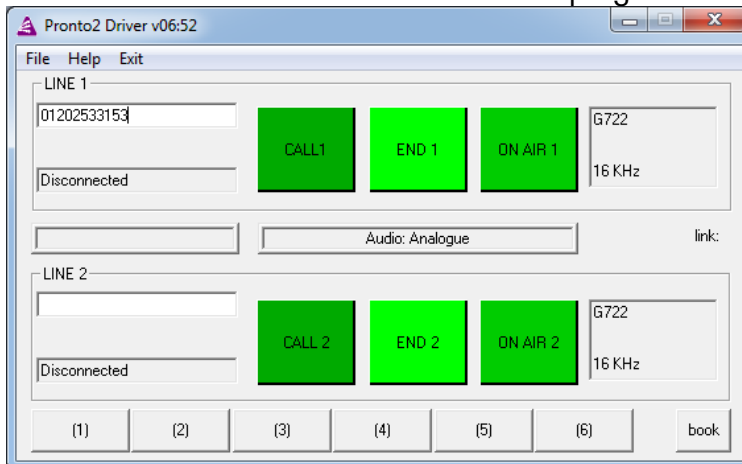 Pronto2 Driver v06:52
File Help Exit
LINE 1
01202533153
Disconnected
CALL1
END 1
ON AIR 1
G722
16 KHz
Audio: Analogue
link:
LINE 2
Disconnected
CALL 2
END 2
ON AIR 2
G722
16 KHz
(1) (2) (3) (4) (5) (6) book